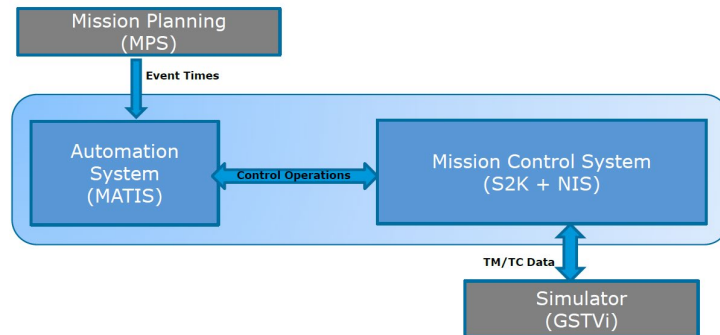 Mission Planning
(MPS)
Event Times
Automation
System
(MATIS)
Control Operations
Mission Control System
(S2K + NIS)
TM/TC Data
Simulator
(GSTVi)